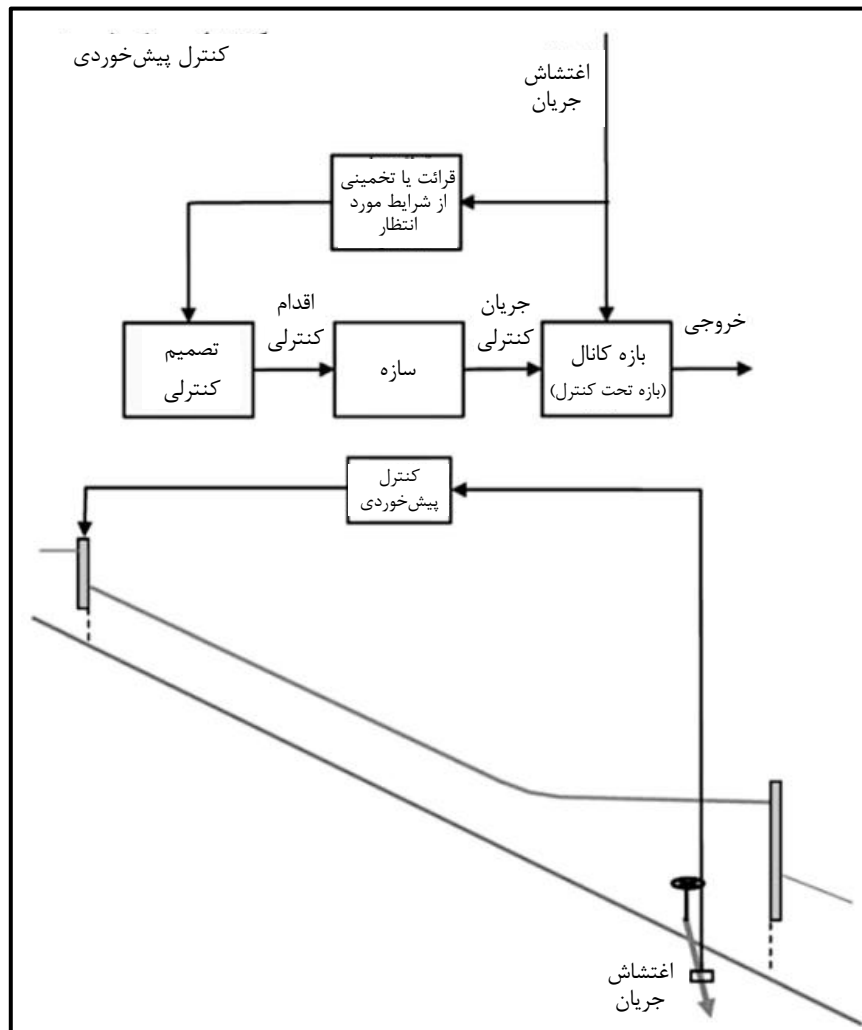 کنترل پیش‌خوردی
اغتشاش
جریان
قرائت یا تخمینی
از شرایط مورد
انتظار
اقدام
کنترلی
جریان
کنترلی
خروجی
تصمیم
کنترلی
سازه
بازه کانال
(بازه تحت کنترل)
کنترل
پیش‌خوردی
اغتشاش
جریان